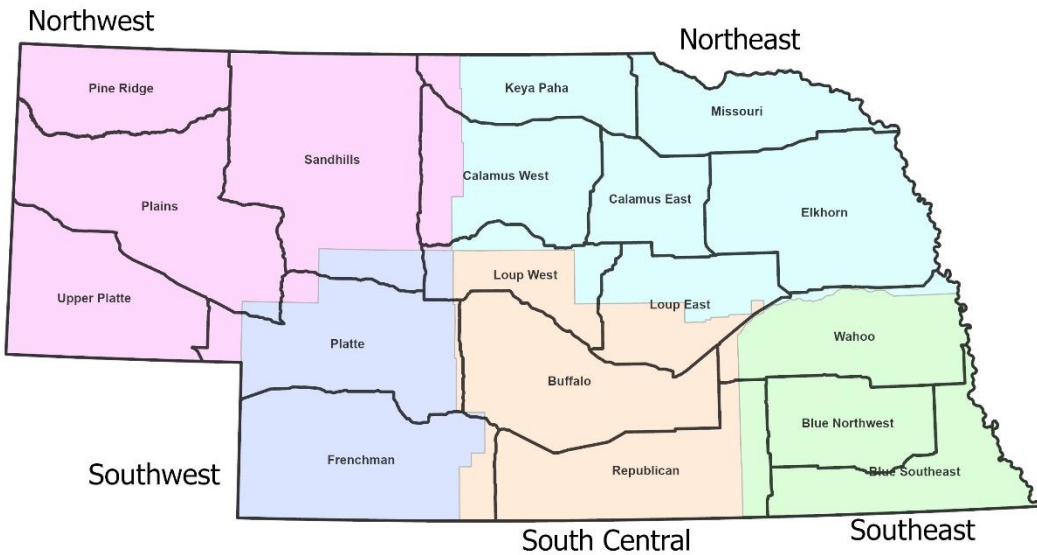 Northwest
Northeast
Pine Ridge
Keya Paha
Missouri
Sandhills
Calamus West
Calamus East
Plains
Elkhorn
Loup West
Upper Platte
Loup East
Platte
Wahoo
Buffalo
Blue Northwest
Frenchman
Republican
Blue Southeast
Southwest
Southeast
South Central